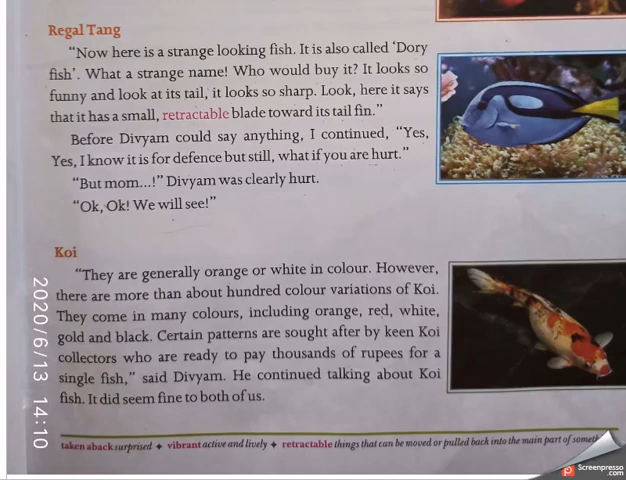 Regal Tang
“Now here is a strange looking fish. It is also called ‘Dory
fish’. What a strange name! Who would buy it? It looks so
funny and look at its tail, it looks so sharp. Look, here it says
that it has a small, retractable blade toward its tail fin.”
Before Divyam could say anything, I continued, “Yes,
Yes, I know it is for defence but still, what if you are hurt.”
“But mom...!” Divyam was clearly hurt.
“Ok, Ok! We will see!”
Koi
“They are generally orange or white in colour. However,
there are more than about hundred colour variations of Koi.
They come in many colours, including orange, red, white,
gold and black. Certain patterns are sought after by keen Koi
collectors who are ready to pay thousands of rupees for a
single fish,” said Divyam. He continued talking about Koi
fish. It did seem fine to both of us.
taken aback surprised ✦ vibrant active and lively ✦ retractable things that can be moved or pulled back into the main part of
2020/6/13 14:10
Screenpresso
.com